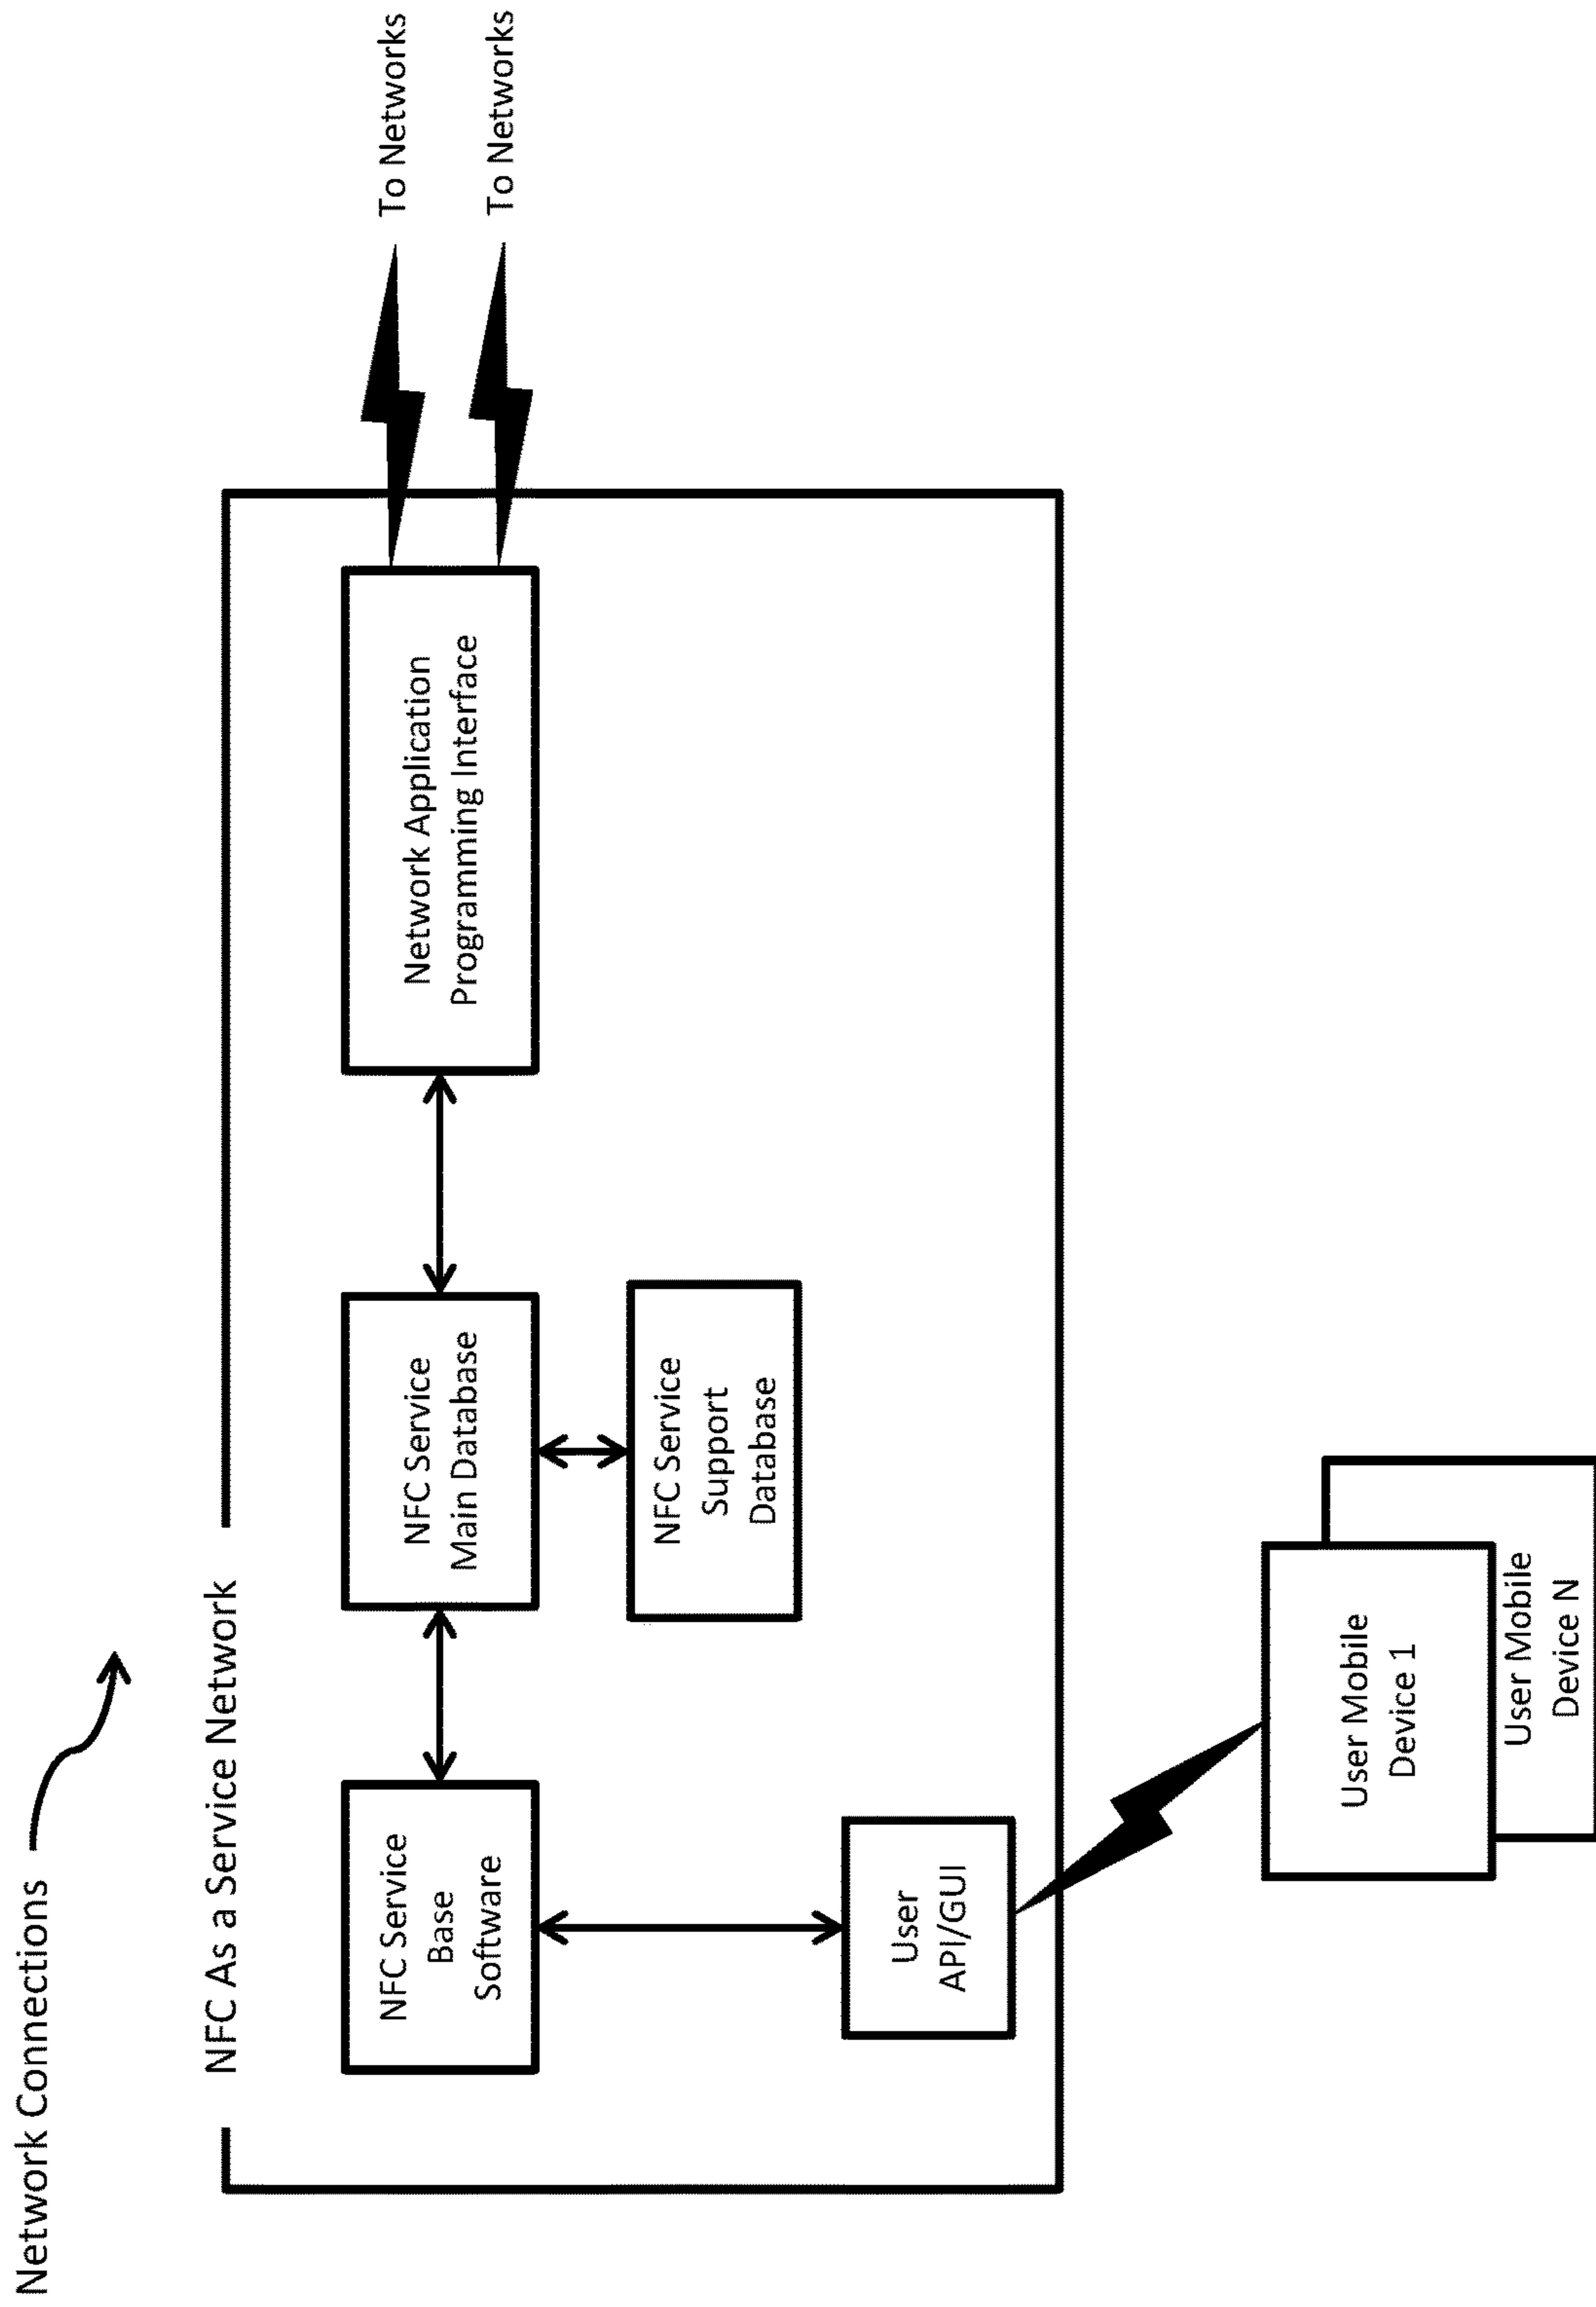 Network Connections
NFC As a Service Network
NFC Service
Base
Software
NFC Service
Main Database
Network Application
Programming Interface
To Networks
To Networks
NFC Service
Support
Database
User
API/GUI
User Mobile
Device 1
User Mobile
Device N